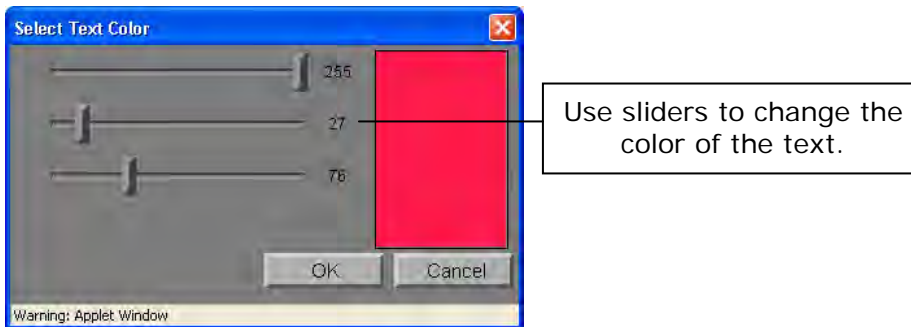 Select Text Color
255
27
76
Use sliders to change the
color of the text.
OK
Cancel
Warning: Applet Window